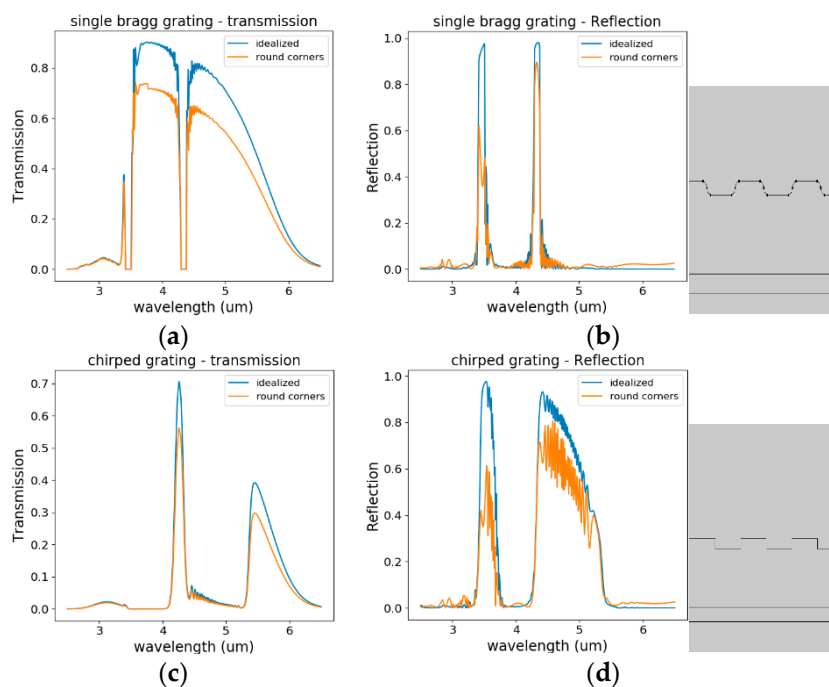 single bragg grating - transmission
Transmission
0.8
0.6
0.4
0.2
0.0
idealized
round corners
3 4 5 6
wavelength (um)
(a)
single bragg grating - Reflection
Reflection
1.0
0.8
0.6
0.4
0.2
0.0
idealized
round corners
3 4 5 6
wavelength (um)
(b)
chirped grating - transmission
Transmission
0.7
0.6
0.5
0.4
0.3
0.2
0.1
0.0
idealized
round corners
3 4 5 6
wavelength (um)
(c)
chirped grating - Reflection
Reflection
1.0
0.8
0.6
0.4
0.2
0.0
idealized
round corners
3 4 5 6
wavelength (um)
(d)